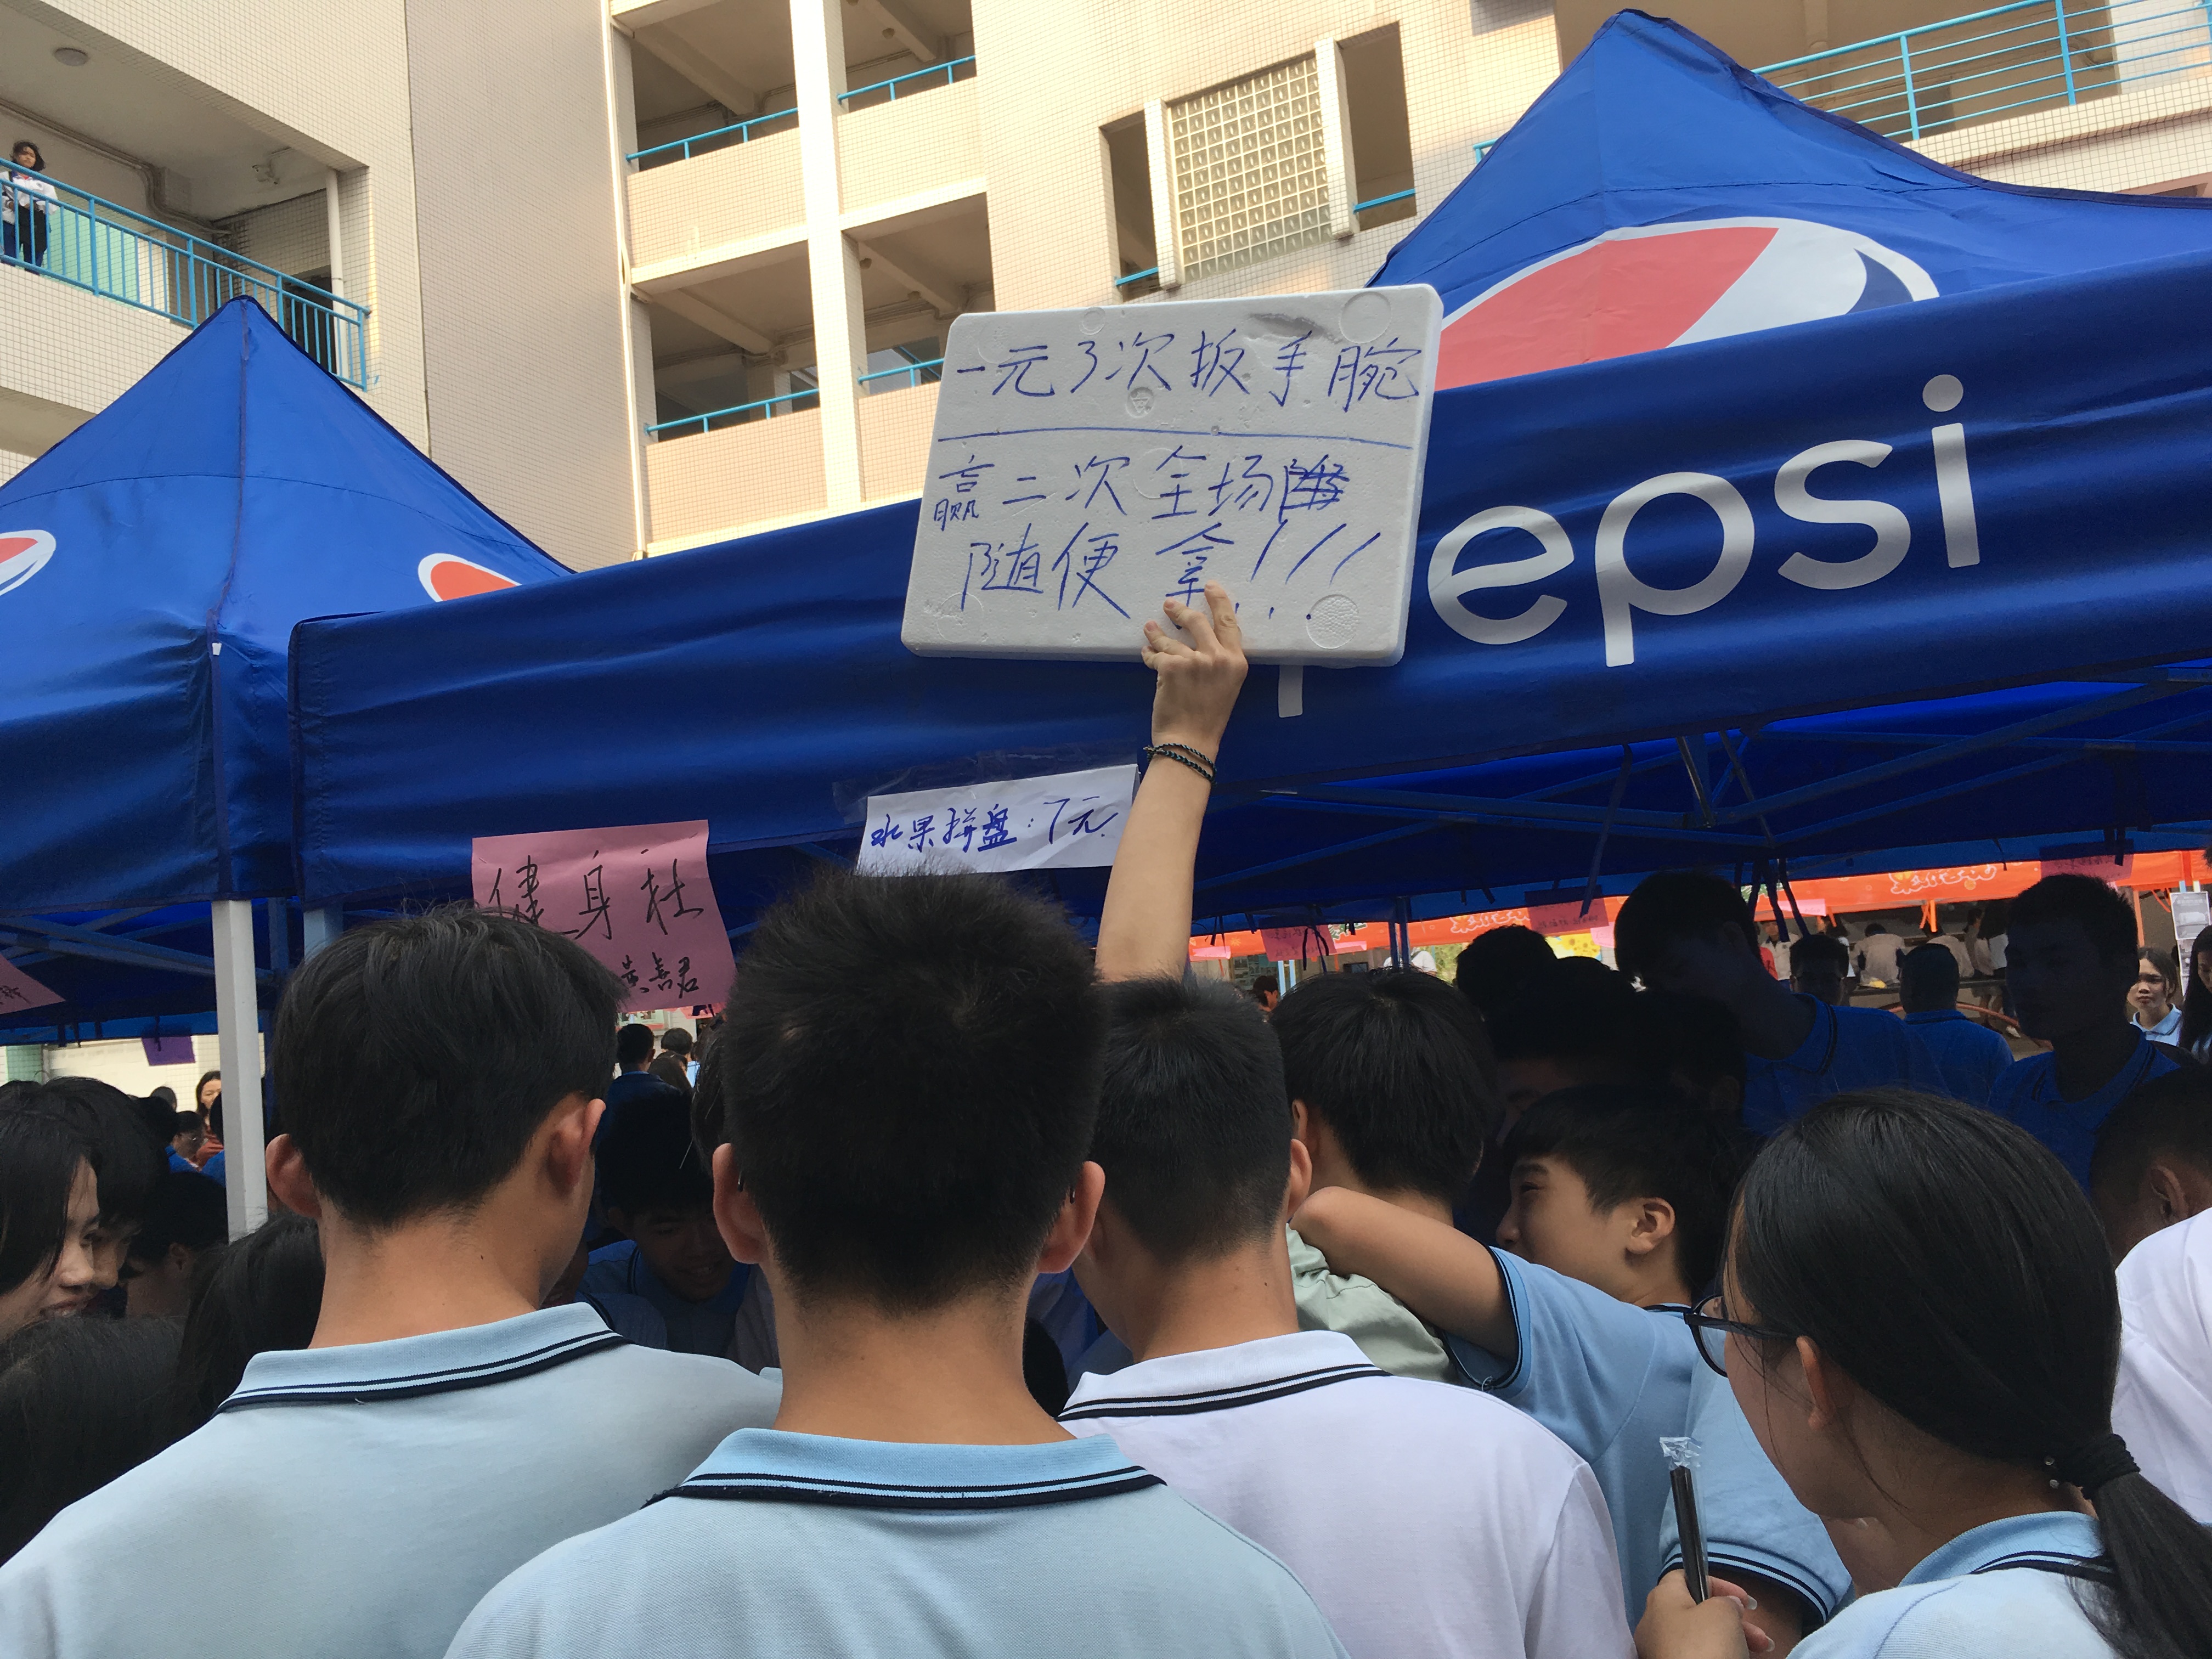 一元3次扳手腕
赢二次全场
随便拿!!!
epsi
水果拼盘:7元
健身社